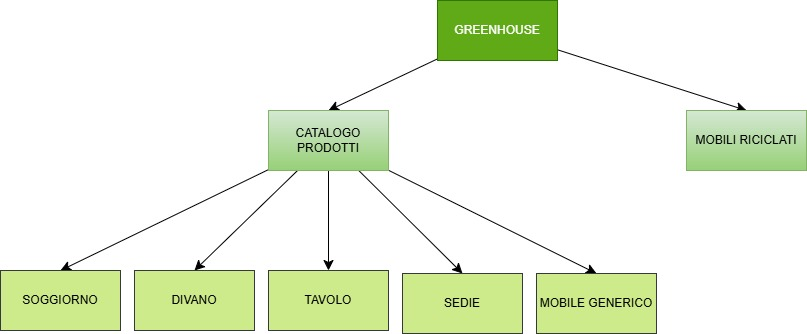 GREENHOUSE
CATALOGO
PRODOTTI
MOBILI RICICLATI
SOGGIORNO
DIVANO
TAVOLO
SEDIE
MOBILE GENERICO